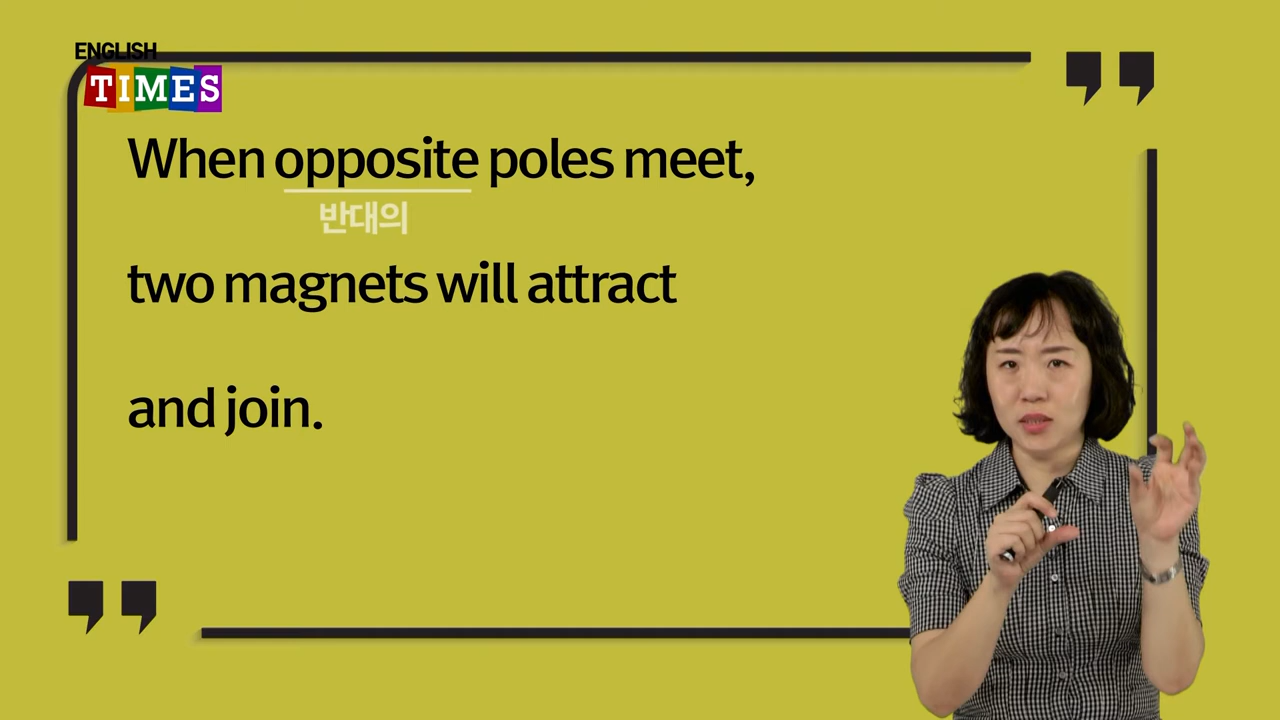 ENGLISH
TIMES
When opposite poles meet,
반대의
two magnets will attract
and join.